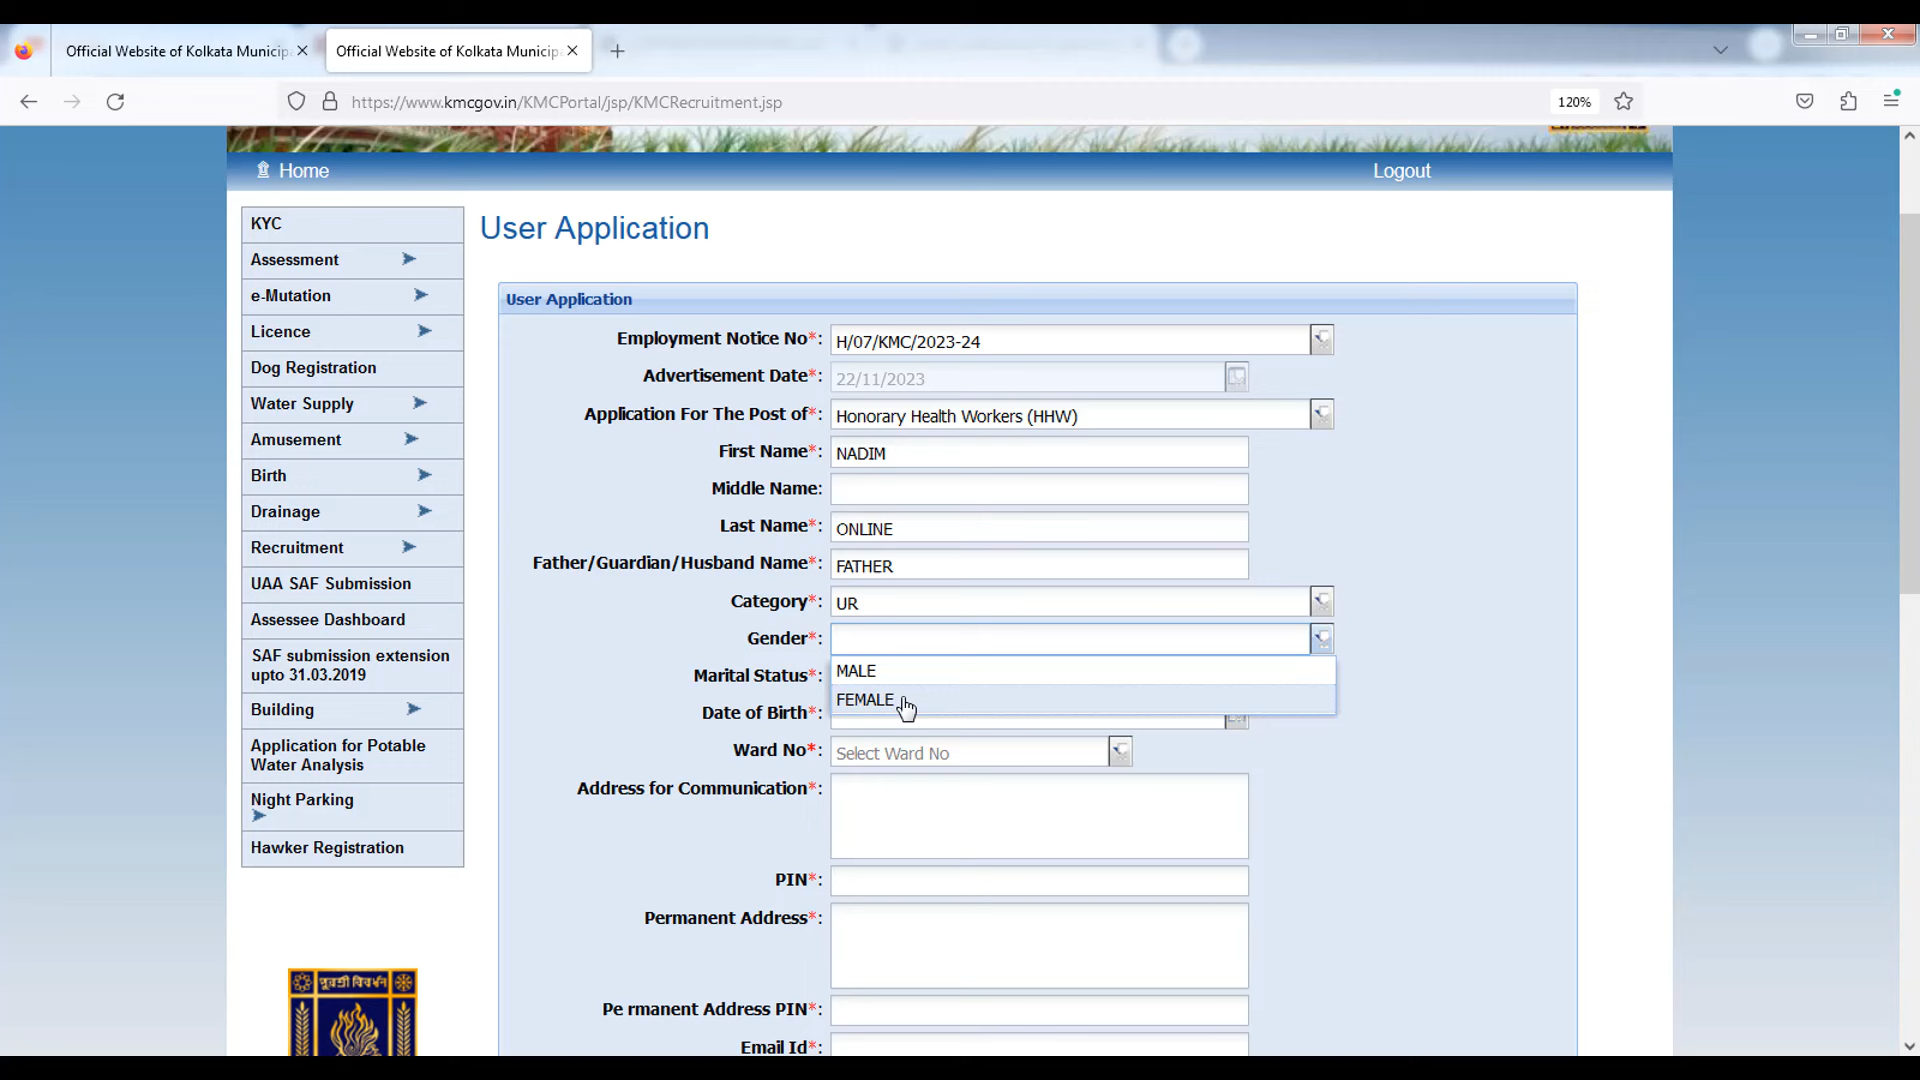 Official Website of Kolkata Municip
Official Website of Kolkata Municip
https://www.kmcgov.in/KMCPortal/jsp/KMCRecruitment.jsp
120%
Home
Logout
KYC
Assessment
e-Mutation
Licence
Dog Registration
Water Supply
Amusement
Birth
Drainage
Recruitment
UAA SAF Submission
Assessee Dashboard
SAF submission extension
upto 31.03.2019
Building
Application for Potable
Water Analysis
Night Parking
Hawker Registration
User Application
User Application
Employment Notice No*: H/07/KMC/2023-24
Advertisement Date*: 22/11/2023
Application For The Post of*: Honorary Health Workers (HHW)
First Name*: NADIM
Middle Name:
Last Name*: ONLINE
Father/Guardian/Husband Name*: FATHER
Category*: UR
Gender*:
MALE
Marital Status*:
FEMALE
Date of Birth*:
Ward No*: Select Ward No
Address for Communication*:
PIN*:
Permanent Address*:
Pe rmanent Address PIN*:
Email Id*:
পুরশ্রী বিবর্ধন